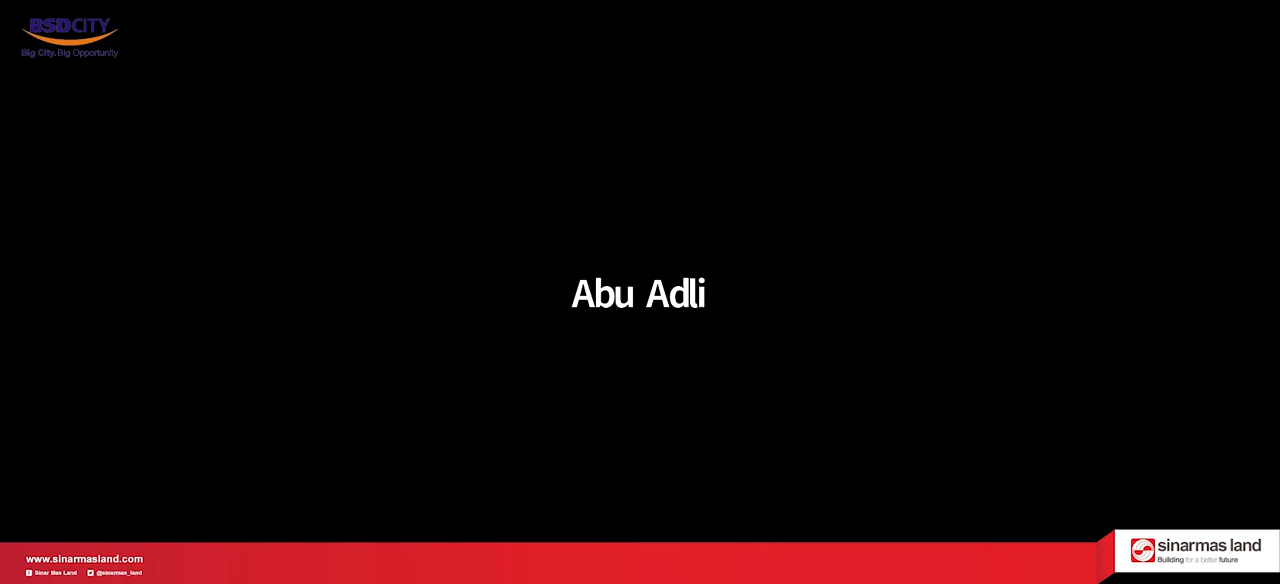 BSDCITY
Big City. Big Opportunity
Abu Adli
www.sinarmasland.com
Sinar Mas Land @sinarmas_land
sinarmas land
Building for a better future